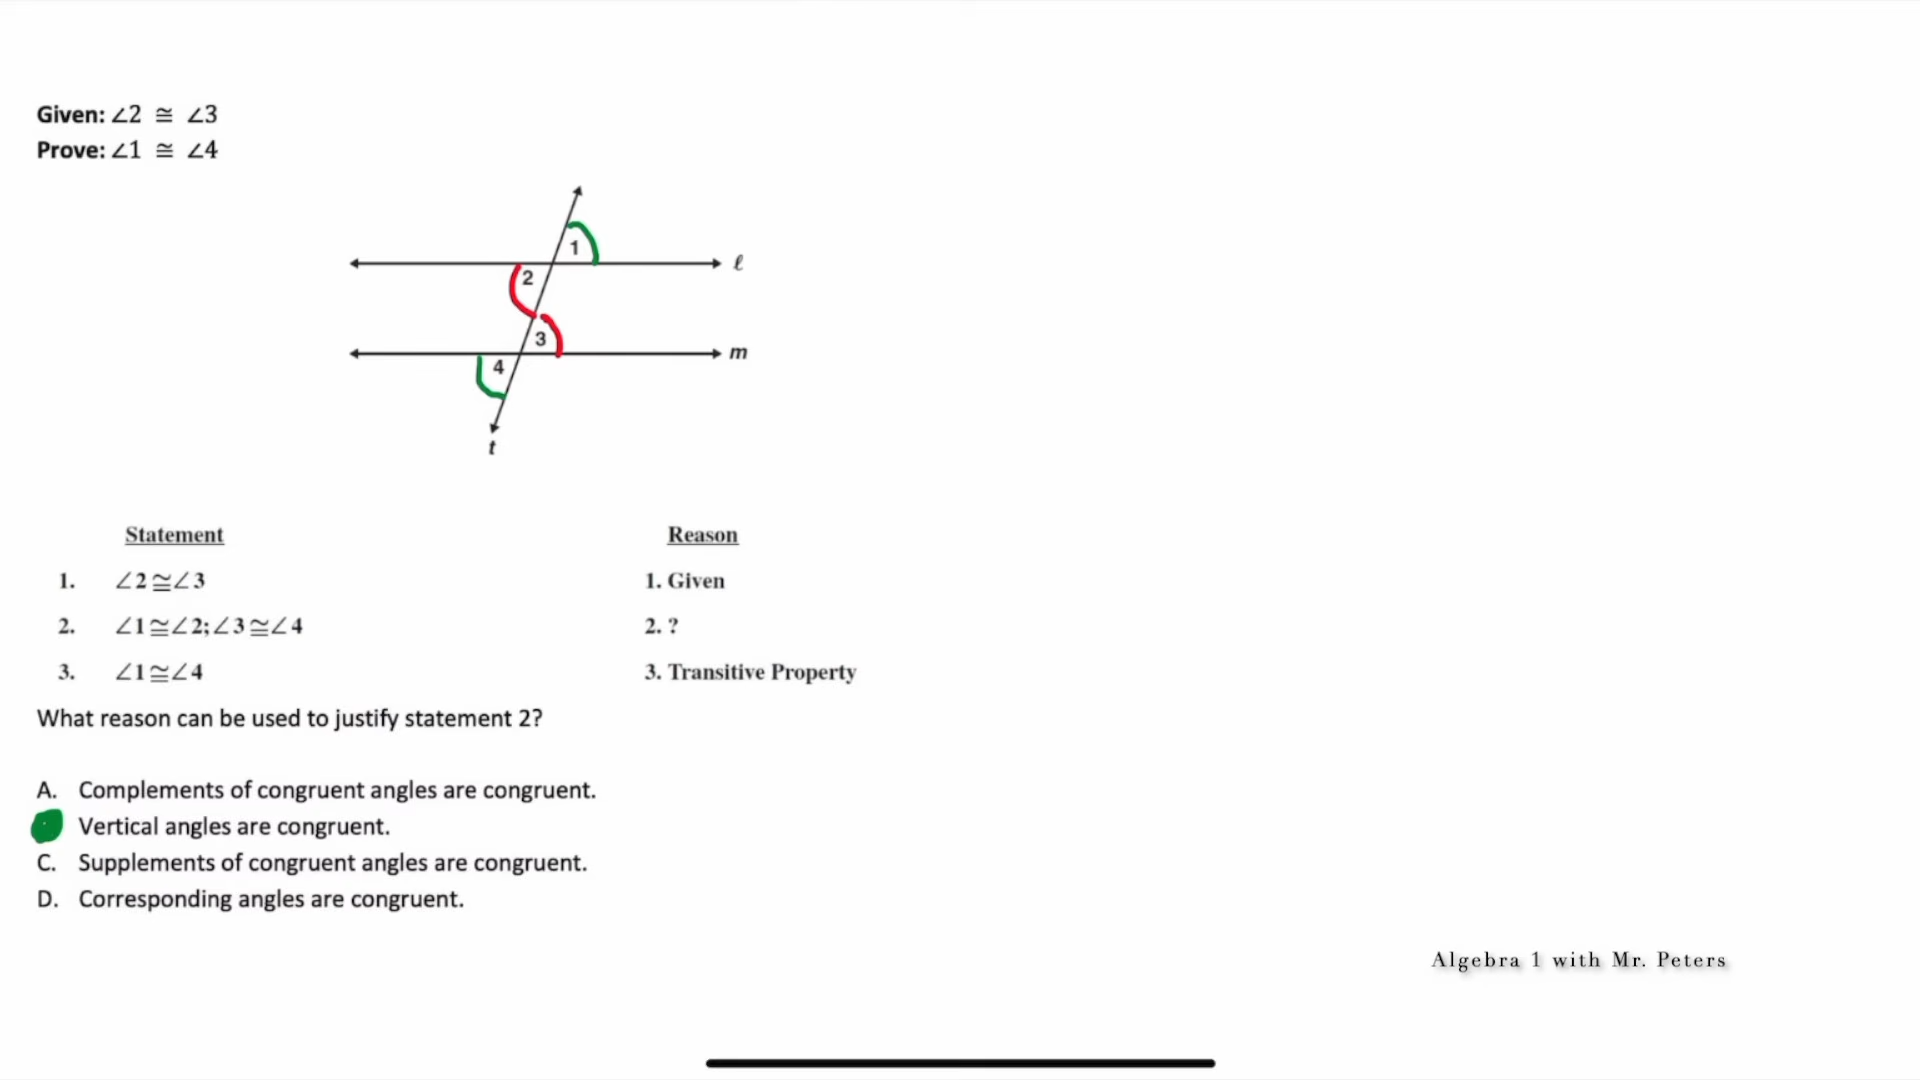 Given: ∠2 ≅ ∠3
Prove: ∠1 ≅ ∠4
1
ℓ
2
3
m
4
t
Statement Reason
1. ∠2≅∠3 1. Given
2. ∠1≅∠2;∠3≅∠4 2. ?
3. ∠1≅∠4 3. Transitive Property
What reason can be used to justify statement 2?
A. Complements of congruent angles are congruent.
Vertical angles are congruent.
C. Supplements of congruent angles are congruent.
D. Corresponding angles are congruent.
Algebra 1 with Mr. Peters